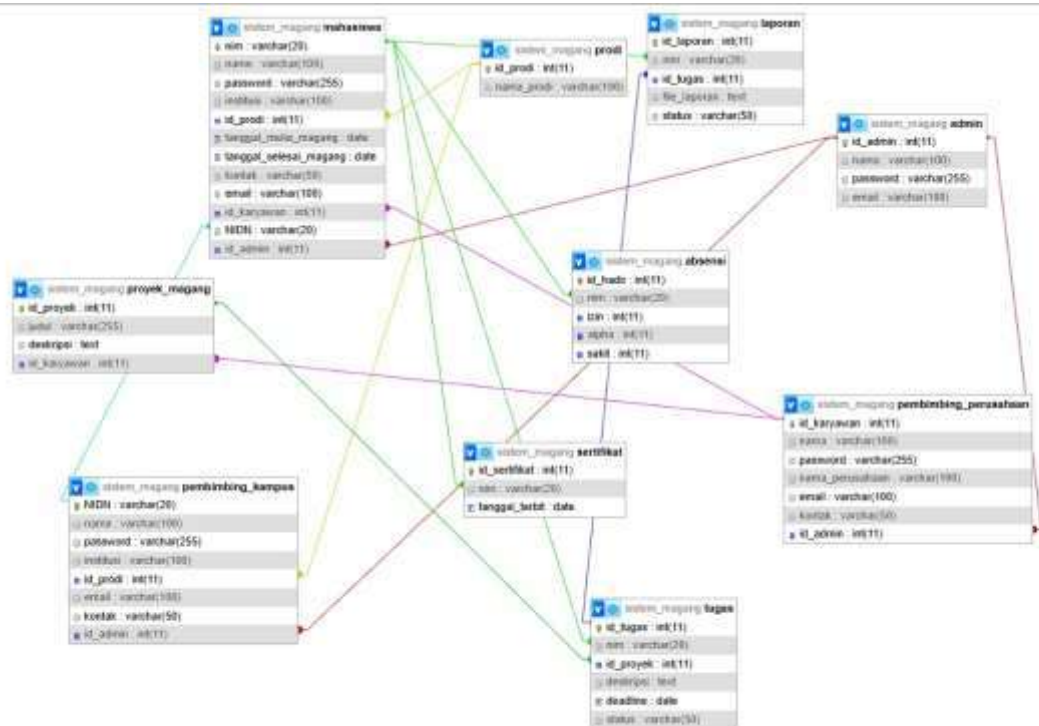 sistem_magang mahasiswa
nim : varchar(20)
name : varchar(100)
password : varchar(255)
institusi : varchar(100)
id_prodi : int(11)
tanggal_mulai_magang : date
tanggal_selesai_magang : date
kontak : varchar(50)
email : varchar(100)
id_karyawan : int(11)
NIDN : varchar(20)
id_admin : int(11)
sistem_magang prodi
id_prodi : int(11)
nama_prodi : varchar(100)
sistem_magang laporan
id_laporan : int(11)
nim : varchar(20)
id_tugas : int(11)
file_laporan : text
status : varchar(50)
sistem_magang admin
id_admin : int(11)
nama : varchar(100)
password : varchar(255)
email : varchar(100)
sistem_magang absensi
id_hadir : int(11)
nim : varchar(20)
izin : int(11)
alpha : int(11)
sakit : int(11)
sistem_magang proyek_magang
id_proyek : int(11)
judul : varchar(255)
deskripsi : text
id_karyawan : int(11)
sistem_magang pembimbing_perusahaan
id_karyawan : int(11)
nama : varchar(100)
password : varchar(255)
nama_perusahaan : varchar(100)
email : varchar(100)
kontak : varchar(50)
id_admin : int(11)
sistem_magang sertifikat
id_sertifikat : int(11)
nim : varchar(20)
tanggal_terbit : date
sistem_magang pembimbing_kampus
NIDN : varchar(20)
nama : varchar(100)
password : varchar(255)
institusi : varchar(100)
id_prodi : int(11)
email : varchar(100)
kontak : varchar(50)
id_admin : int(11)
sistem_magang tugas
id_tugas : int(11)
nim : varchar(20)
id_proyek : int(11)
deskripsi : text
deadline : date
status : varchar(50)